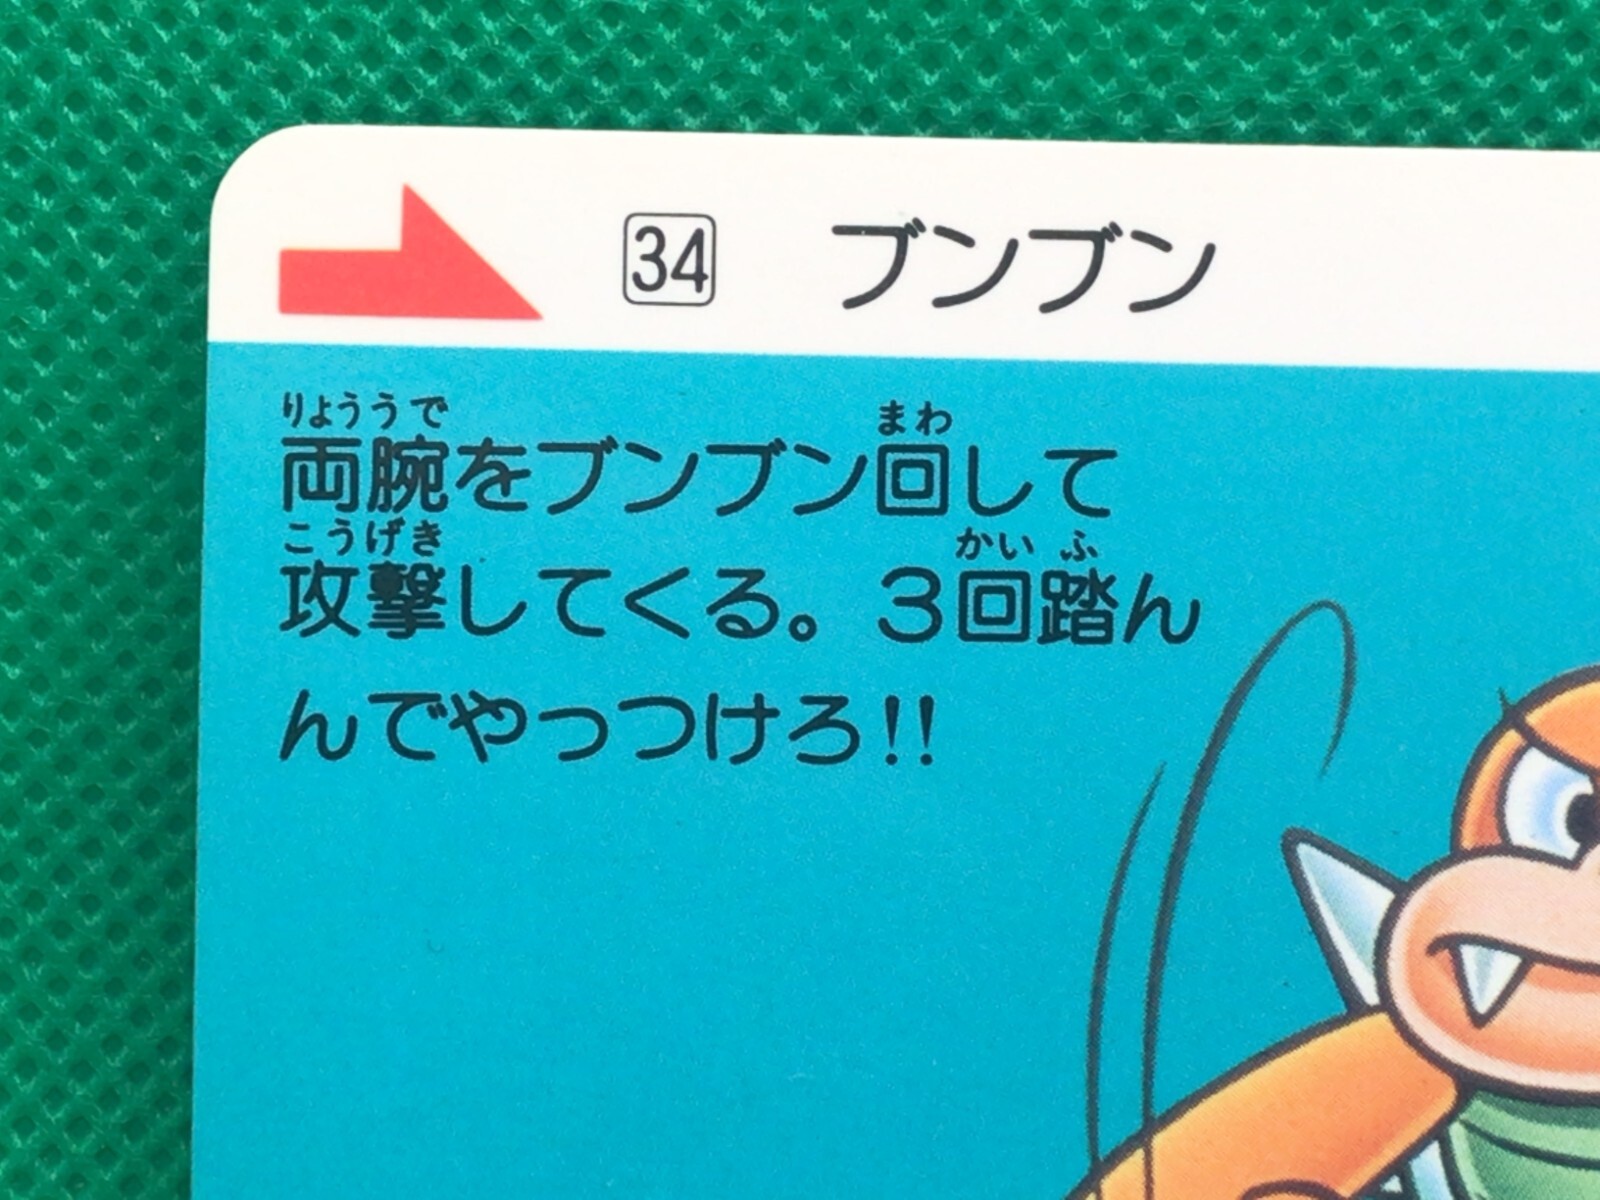 34 ブンブン
りょううで まわ
両腕をブンブン回して
こうげき かい ふ
攻撃してくる。3回踏ん
んでやっつけろ!!